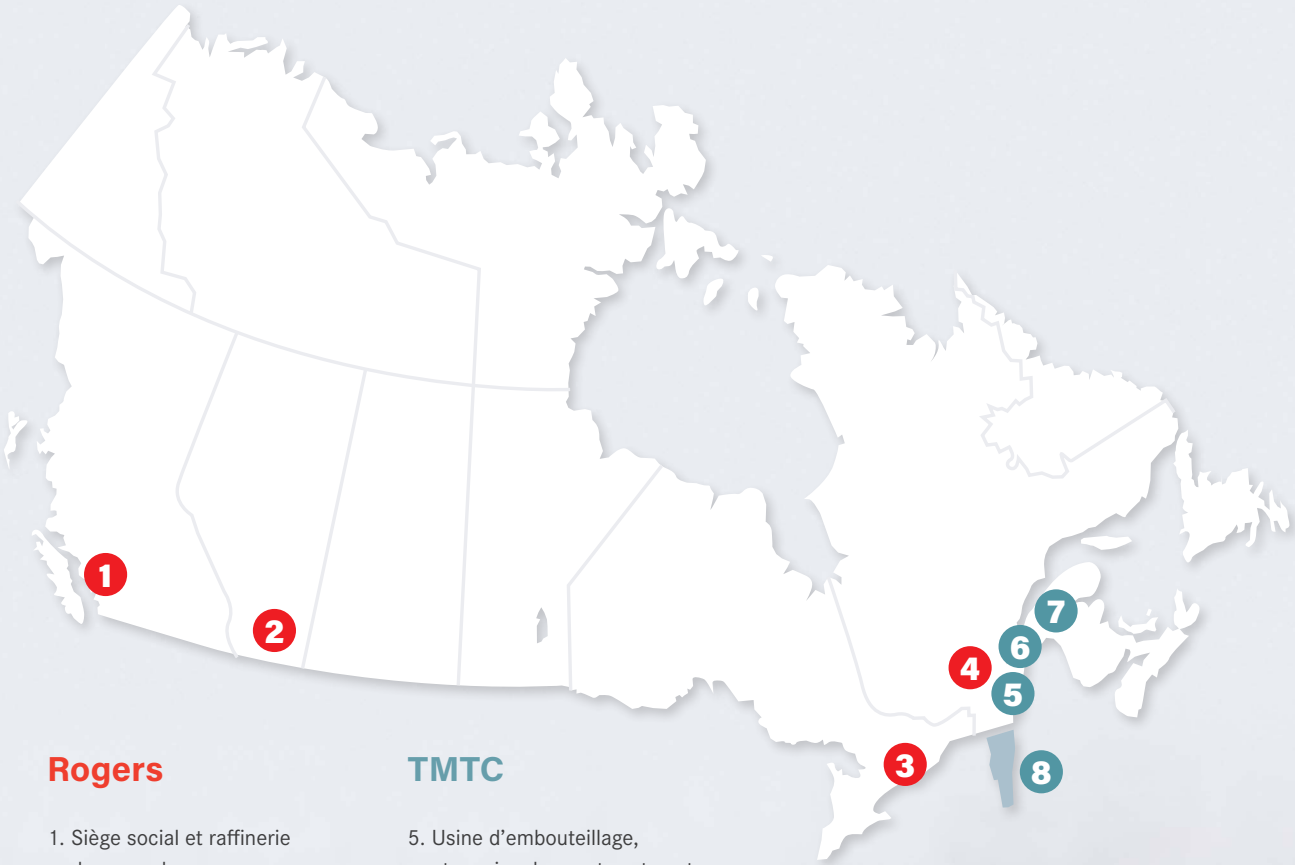 1
2
3
4
5
6
7
8
Rogers
1. Siège social et raffinerie
TMTC
5. Usine d'embouteillage,